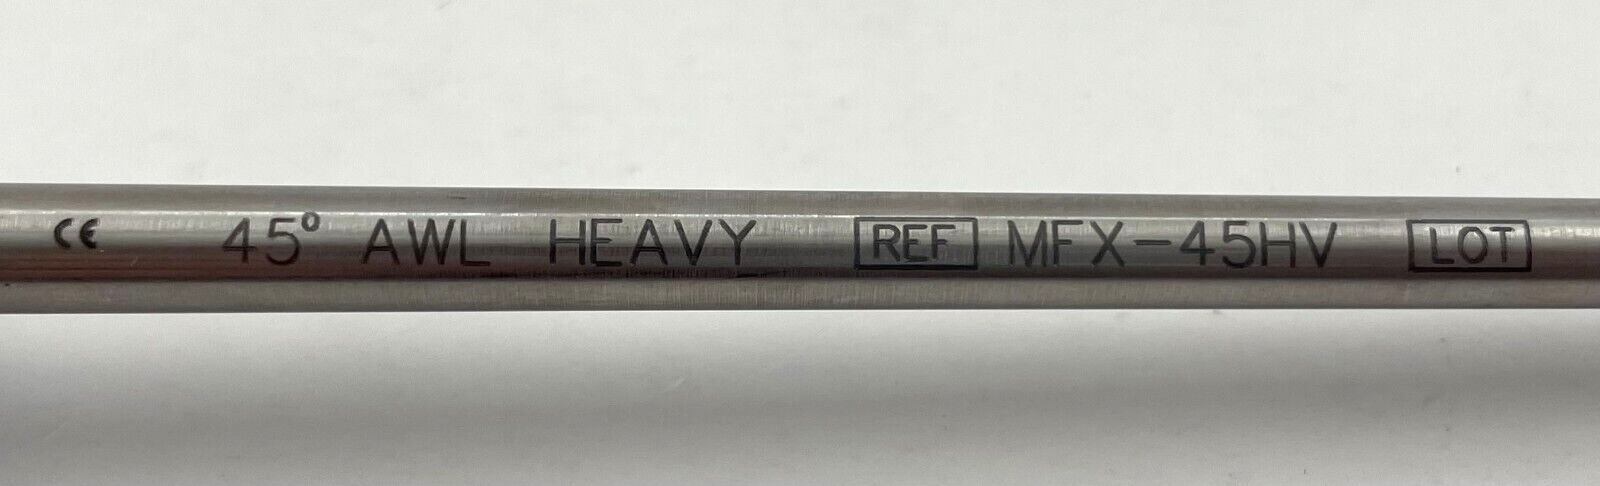 CE 45° AWL HEAVY REF MFX-45HV LOT